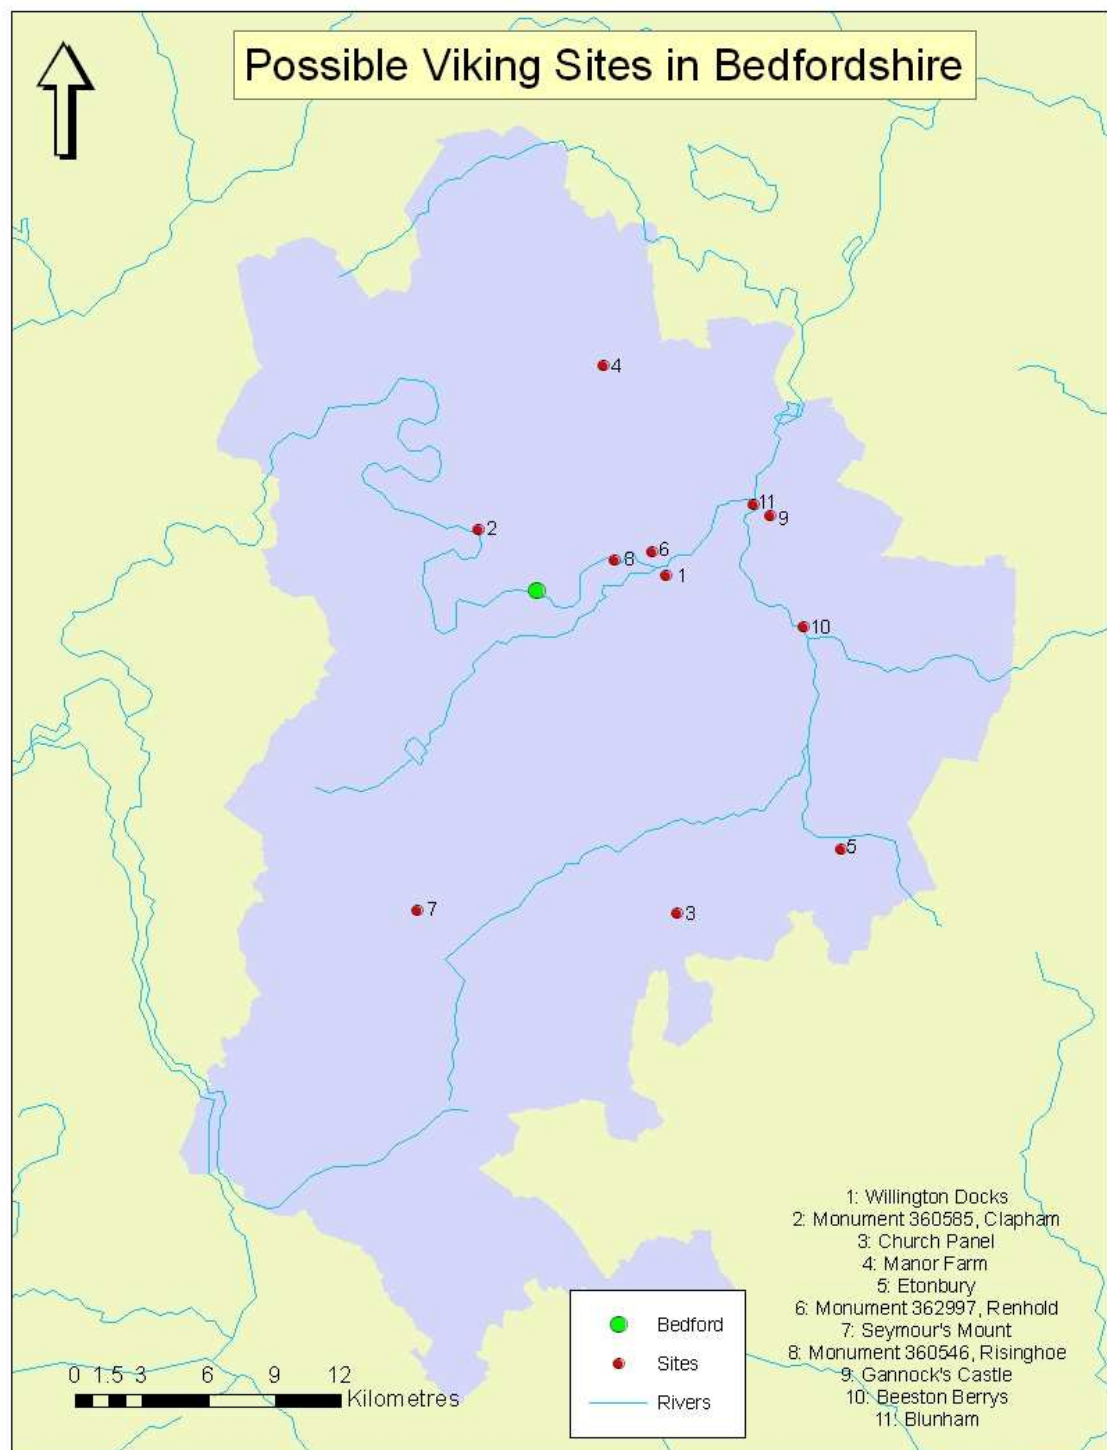 Possible Viking Sites in Bedfordshire
4
11
9
2
6
8
1
10
5
7
3
1: Willington Docks
2: Monument 360585, Clapham
3: Church Panel
4: Manor Farm
5: Etonbury
6: Monument 362997, Renhold
7: Seymour's Mount
8: Monument 360546, Risinghoe
9: Gannock's Castle
10: Beeston Berrys
11: Blunham
Bedford
Sites
Rivers
0 1.5 3 6 9 12
Kilometres